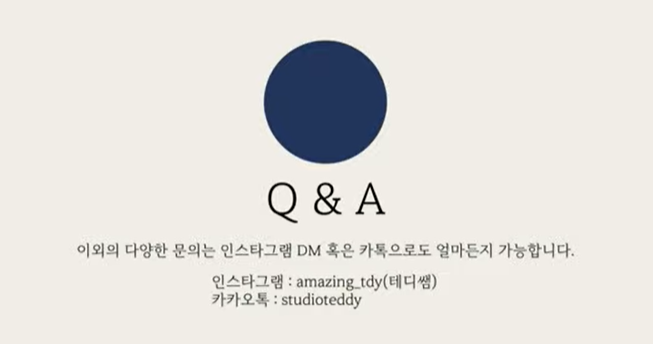 Q & A
이외의 다양한 문의는 인스타그램 DM 혹은 카톡으로도 얼마든지 가능합니다.
인스타그램 : amazing_tdy(테디쌤)
카카오톡 : studioteddy